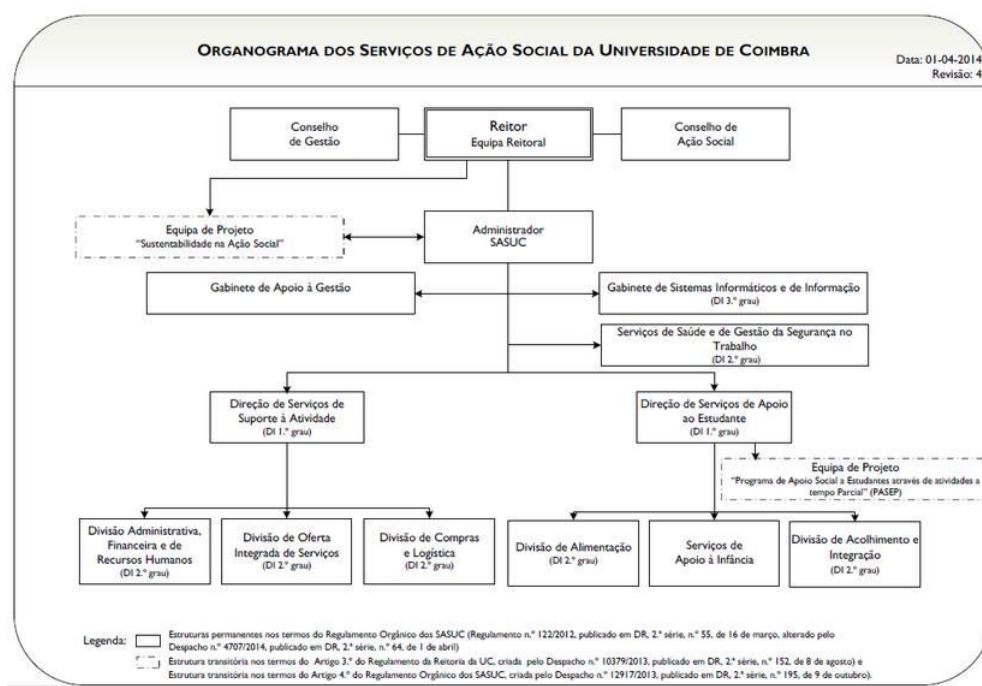 ORGANOGRAMA DOS SERVIÇOS DE AÇÃO SOCIAL DA UNIVERSIDADE DE COIMBRA
Data: 01-04-2014
Revisão: 4
Conselho
de Gestão
Reitor
Equipa Reitoral
Conselho de
Ação Social
Equipa de Projeto
"Sustentabilidade na Ação Social"
Administrador
SASUC
Gabinete de Apoio à Gestão
Gabinete de Sistemas Informáticos e de Informação
(DI 3.º grau)
Serviços de Saúde e de Gestão da Segurança no
Trabalho
(DI 2.º grau)
Direção de Serviços de
Suporte à Atividade
(DI 1.º grau)
Direção de Serviços de Apoio
ao Estudante
(DI 1.º grau)
Equipa de Projeto
"Programa de Apoio Social a Estudantes através de atividades a
tempo Parcial" (PASEP)
Divisão Administrativa,
Financeira e de
Recursos Humanos
(DI 2.º grau)
Divisão de Oferta
Integrada de Serviços
(DI 2.º grau)
Divisão de Compras
e Logística
(DI 2.º grau)
Divisão de Alimentação
(DI 2.º grau)
Serviços de
Apoio à Infância
Divisão de Acolhimento e
Integração
(DI 2.º grau)
Legenda:
Estruturas permanentes nos termos do Regulamento Orgânico dos SASUC (Regulamento n.º 122/2012, publicado em DR, 2.ª série, n.º 55, de 16 de março, alterado pelo
Despacho n.º 4707/2014, publicado em DR, 2.ª série, n.º 64, de 1 de abril)
Estrutura transitória nos termos do Artigo 3.º do Regulamento da Reitoria da UC, criada pelo Despacho n.º 10379/2013, publicado em DR, 2.ª série, n.º 152, de 8 de agosto) e
Estrutura transitória nos termos do Artigo 4.º do Regulamento Orgânico dos SASUC, criada pelo Despacho n.º 12917/2013, publicado em DR, 2.ª série, n.º 195, de 9 de outubro).